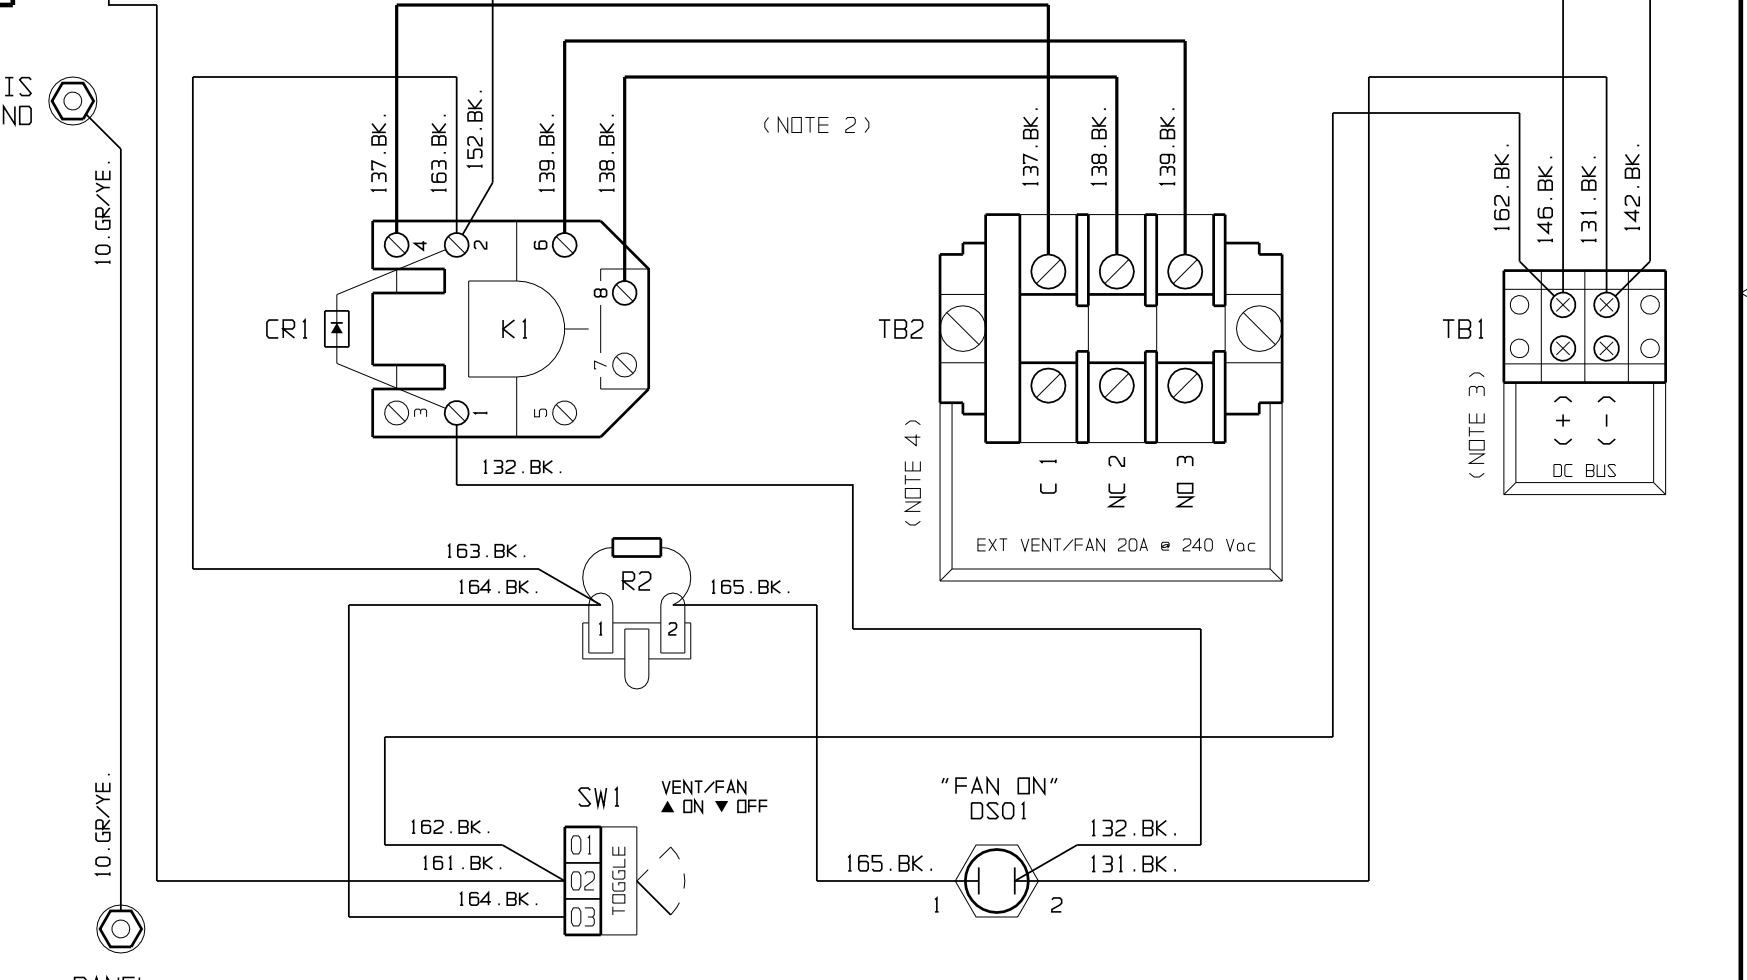 IS
ND
10.GR/YE.
10.GR/YE.
137.BK.
163.BK.
152.BK.
139.BK.
138.BK.
(NOTE 2)
137.BK.
138.BK.
139.BK.
162.BK.
146.BK.
131.BK.
142.BK.
4
2
6
8
CR1
K1
7
3
1
5
132.BK.
TB2
(NOTE 4)
C 1
NC 2
NO 3
EXT VENT/FAN 20A @ 240 Vac
TB1
(NOTE 3)
(+)
(-)
DC BUS
163.BK.
164.BK.
R2
165.BK.
1
2
SW1
VENT/FAN
▲ ON ▼ OFF
162.BK.
161.BK.
164.BK.
01
02
03
TOGGLE
"FAN ON"
DS01
165.BK.
132.BK.
131.BK.
1
2